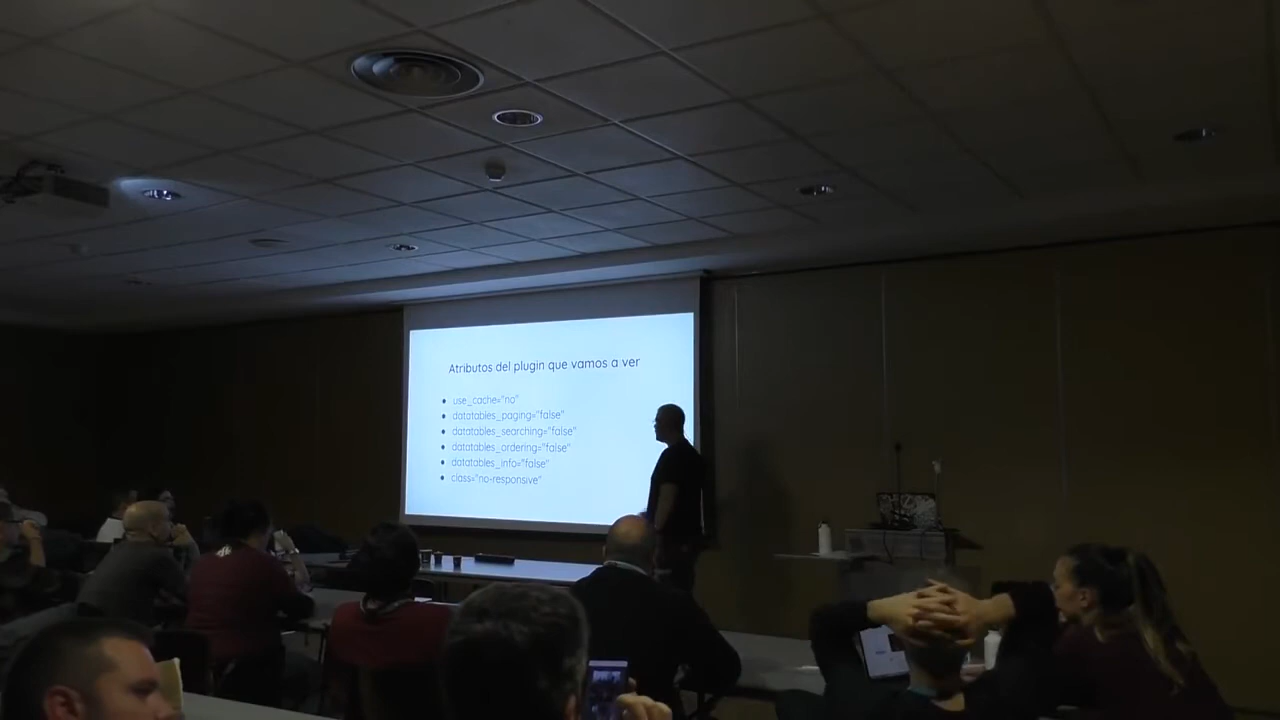 Atributos del plugin que vamos a ver
use_cache="no"
datatables_paging="false"
datatables_searching="false"
datatables_ordering="false"
datatables_info="false"
class="no-responsive"